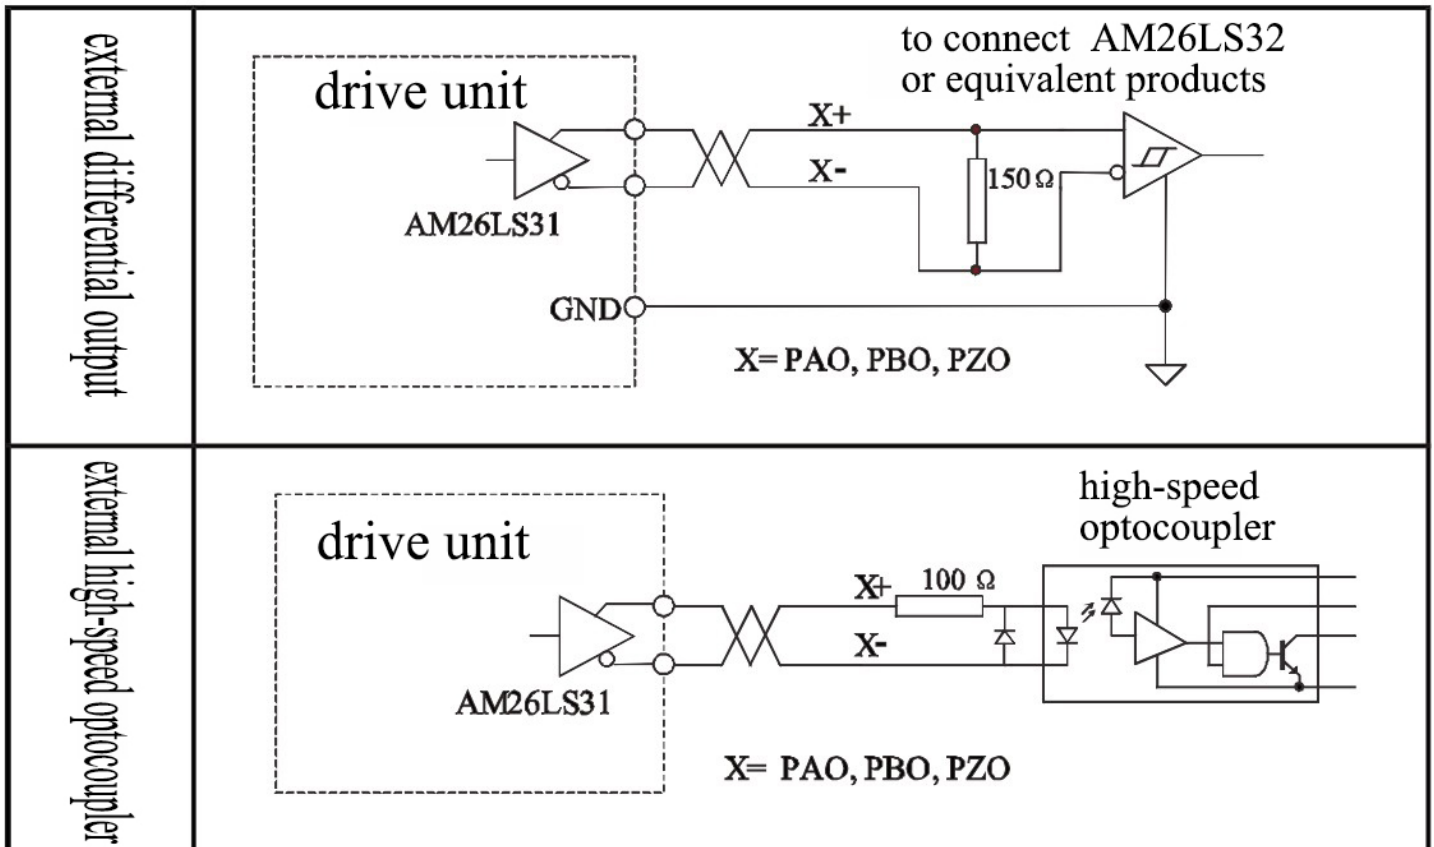 external differential output
to connect AM26LS32
or equivalent products
drive unit
X+
X-
150Ω
AM26LS31
GND
X= PAO, PBO, PZO
external high-speed optocoupler
high-speed
optocoupler
drive unit
X+
100 Ω
X-
AM26LS31
X= PAO, PBO, PZO